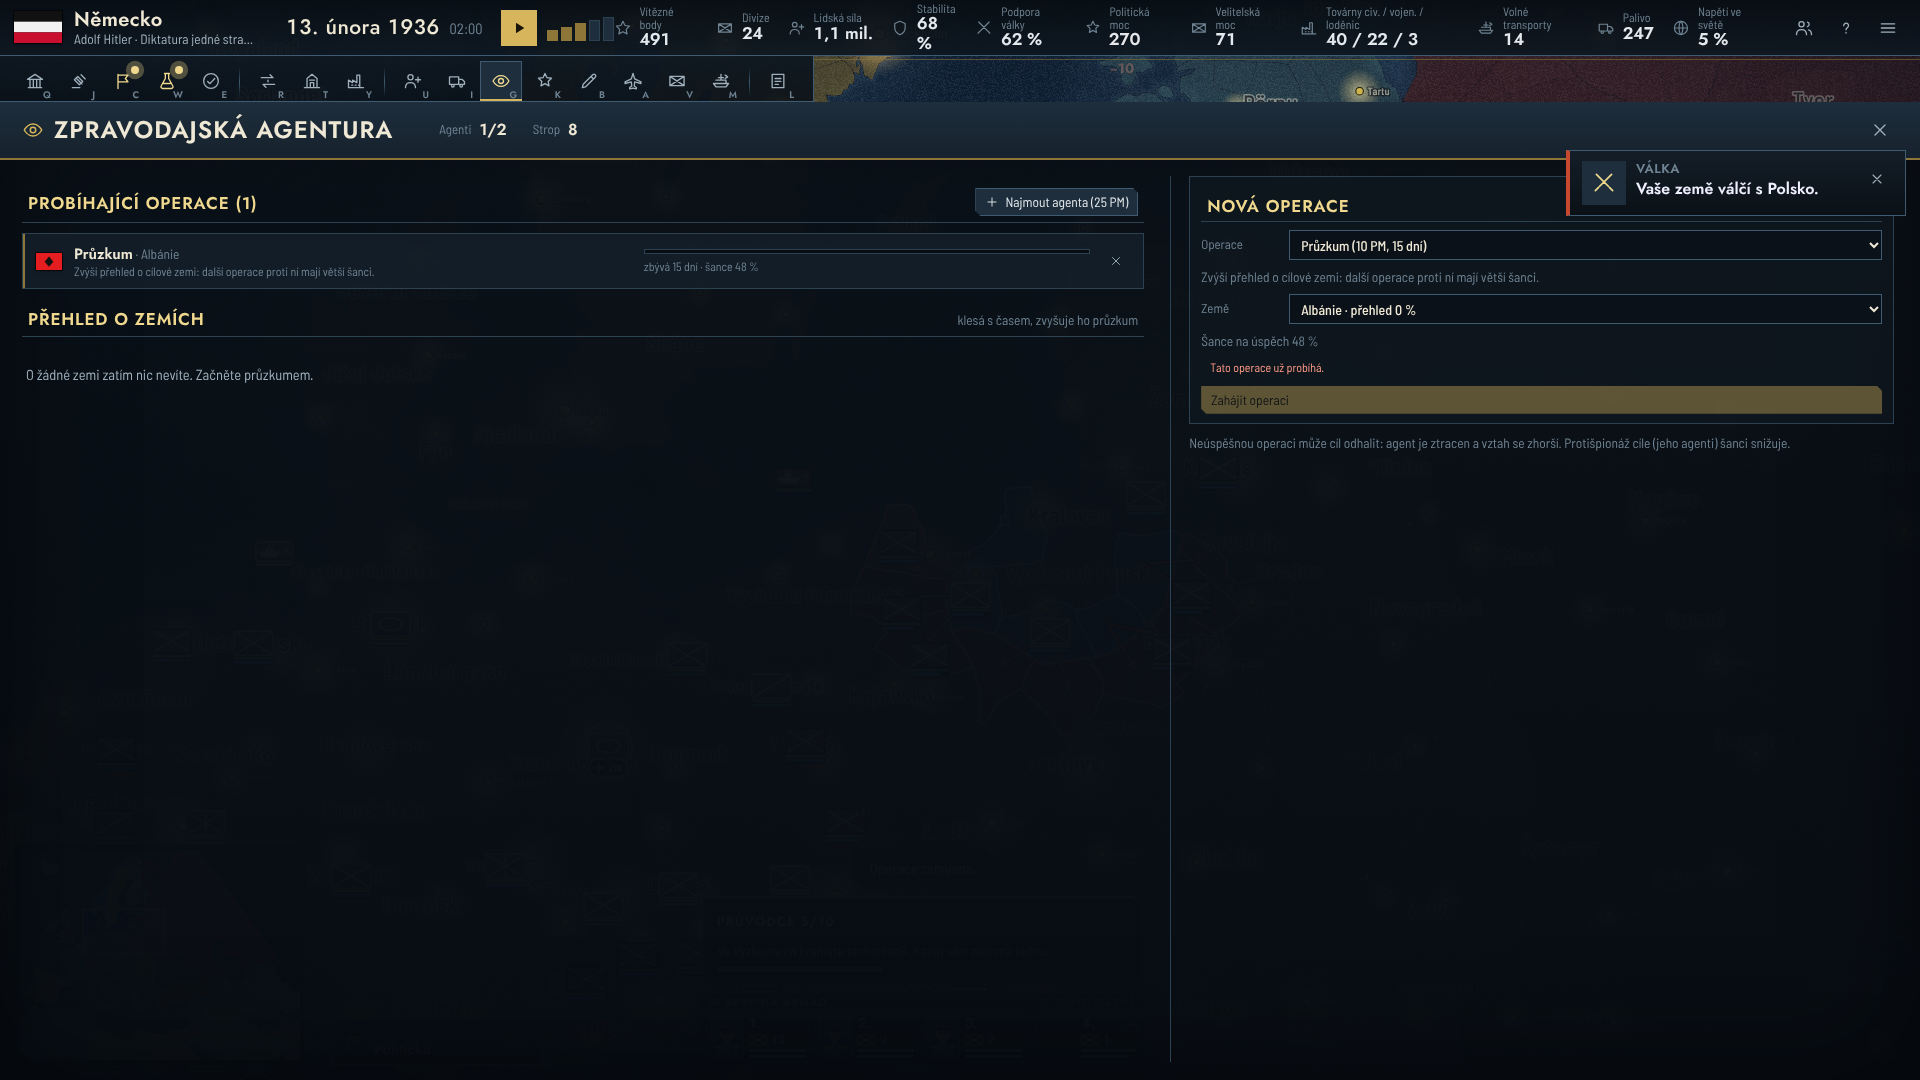 Německo
Adolf Hitler · Diktatura jedné stra...
13. února 1936 02:00
Vítězné body 491
Divize 24
Lidská síla 1,1 mil.
Stabilita 68 %
Podpora války 62 %
Politická moc 270
Velitelská moc 71
Továrny civ. / vojen. / loděnic 40 / 22 / 3
Volné transporty 14
Palivo 247
Napětí ve světě 5 %
?
Q J C W E R T Y U I G K B A V M L
~10
Tartu
ZPRAVODAJSKÁ AGENTURA
Agenti 1/2
Strop 8
VÁLKA
Vaše země válčí s Polsko.
PROBÍHAJÍCÍ OPERACE (1)
Najmout agenta (25 PM)
Průzkum · Albánie
Zvýší přehled o cílové zemi: další operace proti ní mají větší šanci.
zbývá 15 dní · šance 48 %
PŘEHLED O ZEMÍCH
klesá s časem, zvyšuje ho průzkum
O žádné zemi zatím nic nevíte. Začněte průzkumem.
NOVÁ OPERACE
Operace
Průzkum (10 PM, 15 dní)
Zvýší přehled o cílové zemi: další operace proti ní mají větší šanci.
Země
Albánie · přehled 0 %
Šance na úspěch 48 %
Tato operace už probíhá.
Zahájit operaci
Neúspěšnou operaci může cíl odhalit: agent je ztracen a vztah se zhorší. Protišpionáž cíle (jeho agenti) šanci snižuje.